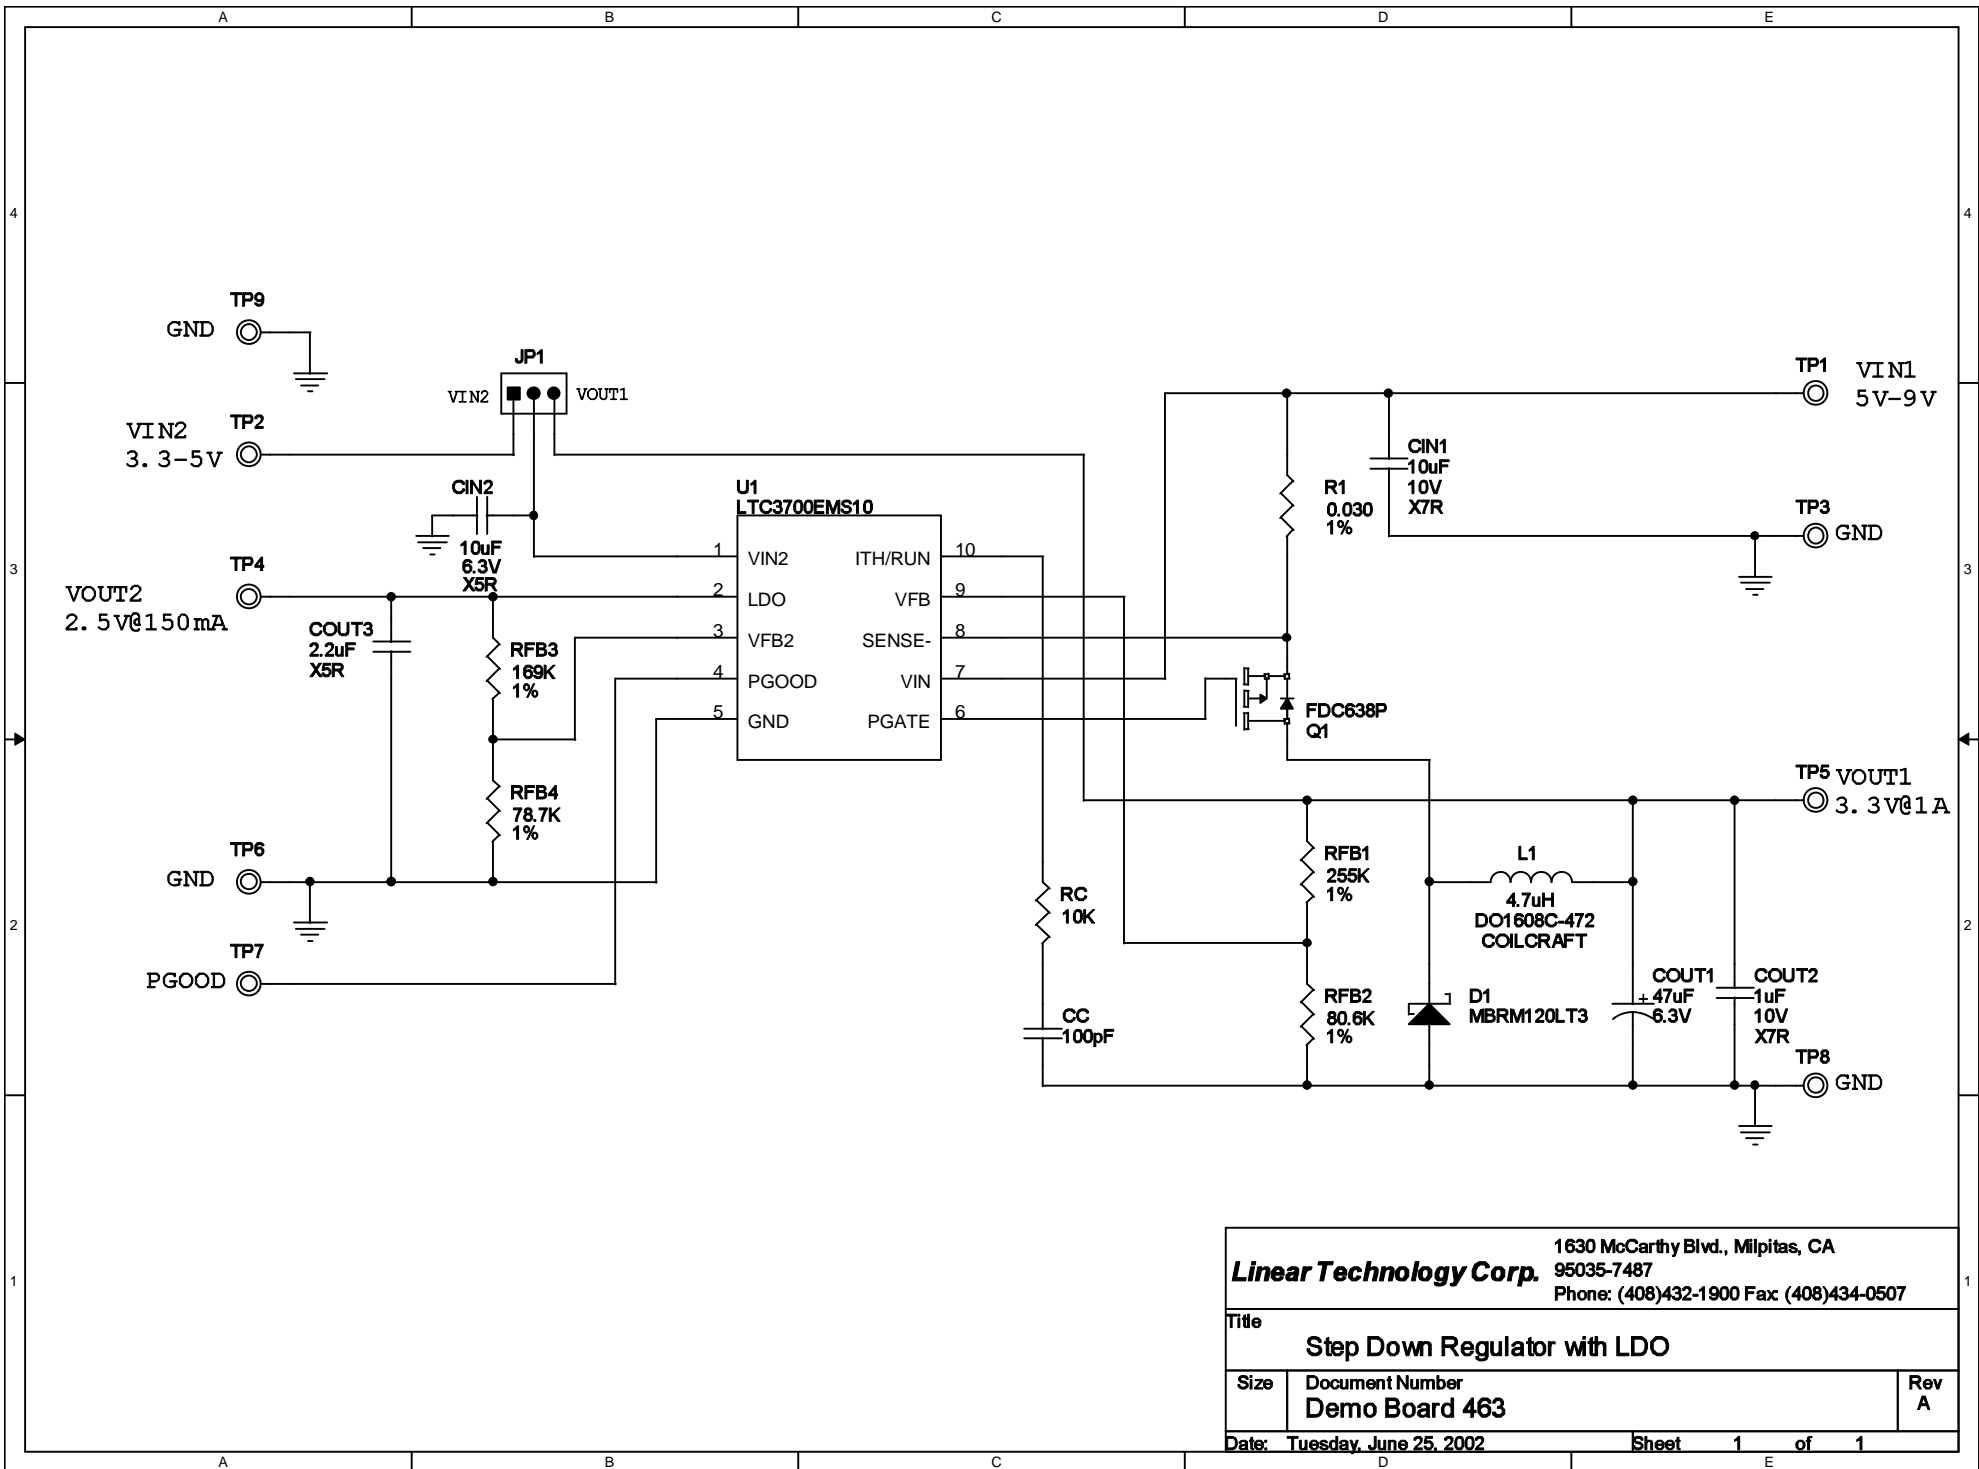 A B C D E
4 4
TP9
GND
JP1
VIN2 VOUT1
TP2
VIN2
3.3-5V
TP1
VIN1
5V-9V
CIN1
10uF
10V
X7R
R1
0.030
1%
TP3
GND
CIN2
10uF
6.3V
X5R
U1
LTC3700EMS10
1 VIN2 ITH/RUN 10
2 LDO VFB 9
3 VFB2 SENSE- 8
4 PGOOD VIN 7
5 GND PGATE 6
3 3
TP4
VOUT2
2.5V@150mA
COUT3
2.2uF
X5R
RFB3
169K
1%
FDC638P
Q1
RFB4
78.7K
1%
TP5 VOUT1
3.3V@1A
TP6
GND
RC
10K
RFB1
255K
1%
L1
4.7uH
DO1608C-472
COILCRAFT
2 2
TP7
PGOOD
CC
100pF
RFB2
80.6K
1%
D1
MBRM120LT3
COUT1
+
47uF
6.3V
COUT2
1uF
10V
X7R
TP8
GND
1 1
Linear Technology Corp.
1630 McCarthy Blvd., Milpitas, CA
95035-7487
Phone: (408)432-1900 Fax: (408)434-0507
Title
Step Down Regulator with LDO
Size
Document Number
Demo Board 463
Rev
A
Date: Tuesday, June 25, 2002 Sheet 1 of 1
A B C D E